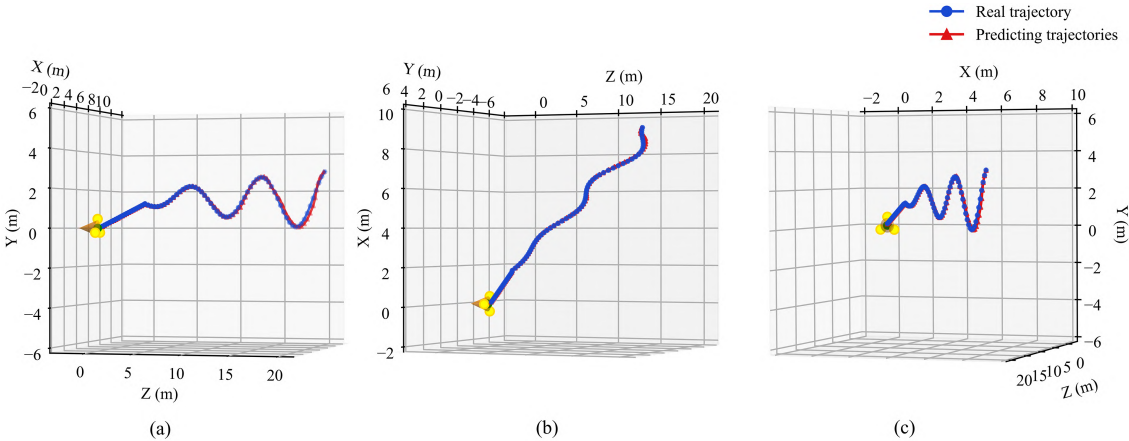 Real trajectory
Predicting trajectories
X (m)
−20 2 4 6 8 10
6
4
2
0
−2
−4
−6
Y (m)
0 5 10 15 20
Z (m)
(a)
Y (m)
6
4 2 0 −2 −4 −6
Z (m)
0 5 10 15 20
10
8
6
4
2
0
−2
X (m)
(b)
X (m)
−2 0 2 4 6 8 10
6
4
2
0
−2
−4
−6
Y (m)
20 15 10 5 0
Z (m)
(c)